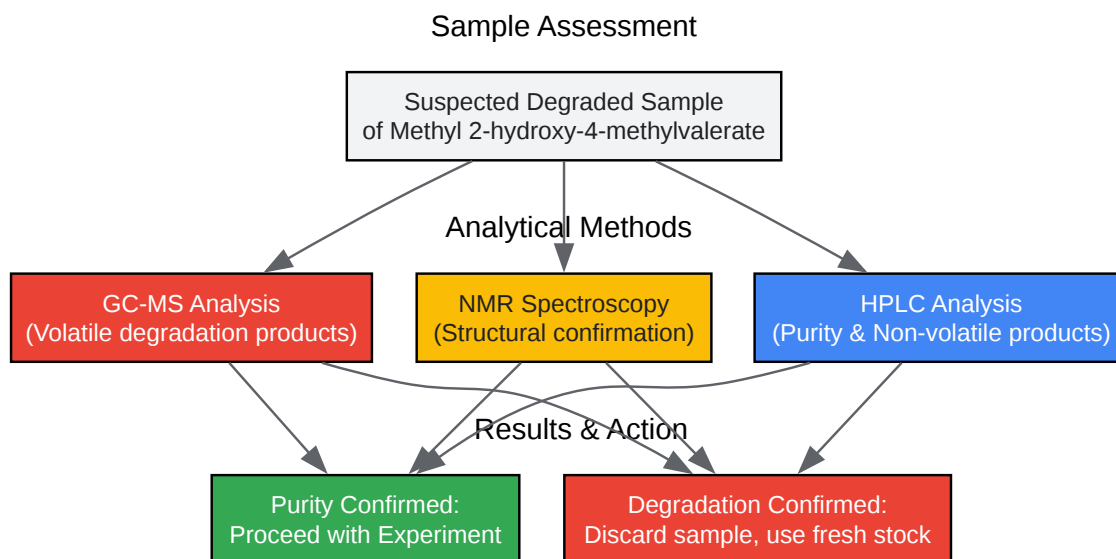 Sample Assessment
Suspected Degraded Sample
of Methyl 2-hydroxy-4-methylvalerate
Analytical Methods
GC-MS Analysis
(Volatile degradation products)
NMR Spectroscopy
(Structural confirmation)
HPLC Analysis
(Purity & Non-volatile products)
Results & Action
Purity Confirmed:
Proceed with Experiment
Degradation Confirmed:
Discard sample, use fresh stock